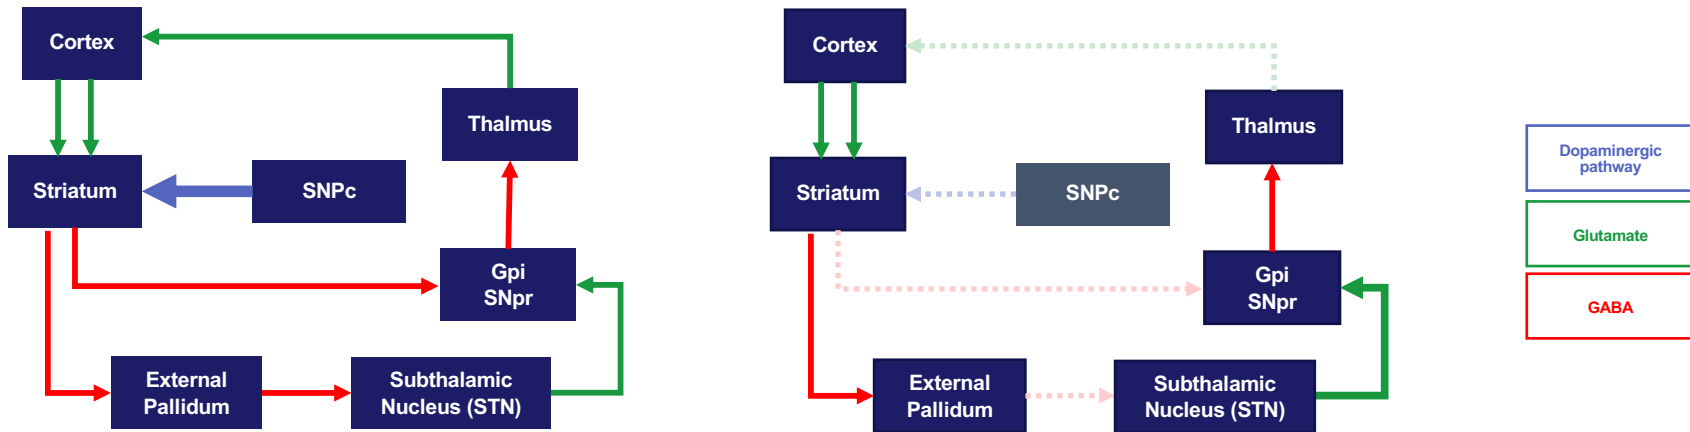 Cortex
Thalmus
Striatum
SNPc
Gpi
SNpr
External
Pallidum
Subthalamic
Nucleus (STN)
Cortex
Thalmus
Striatum
SNPc
Gpi
SNpr
External
Pallidum
Subthalamic
Nucleus (STN)
Dopaminergic
pathway
Glutamate
GABA